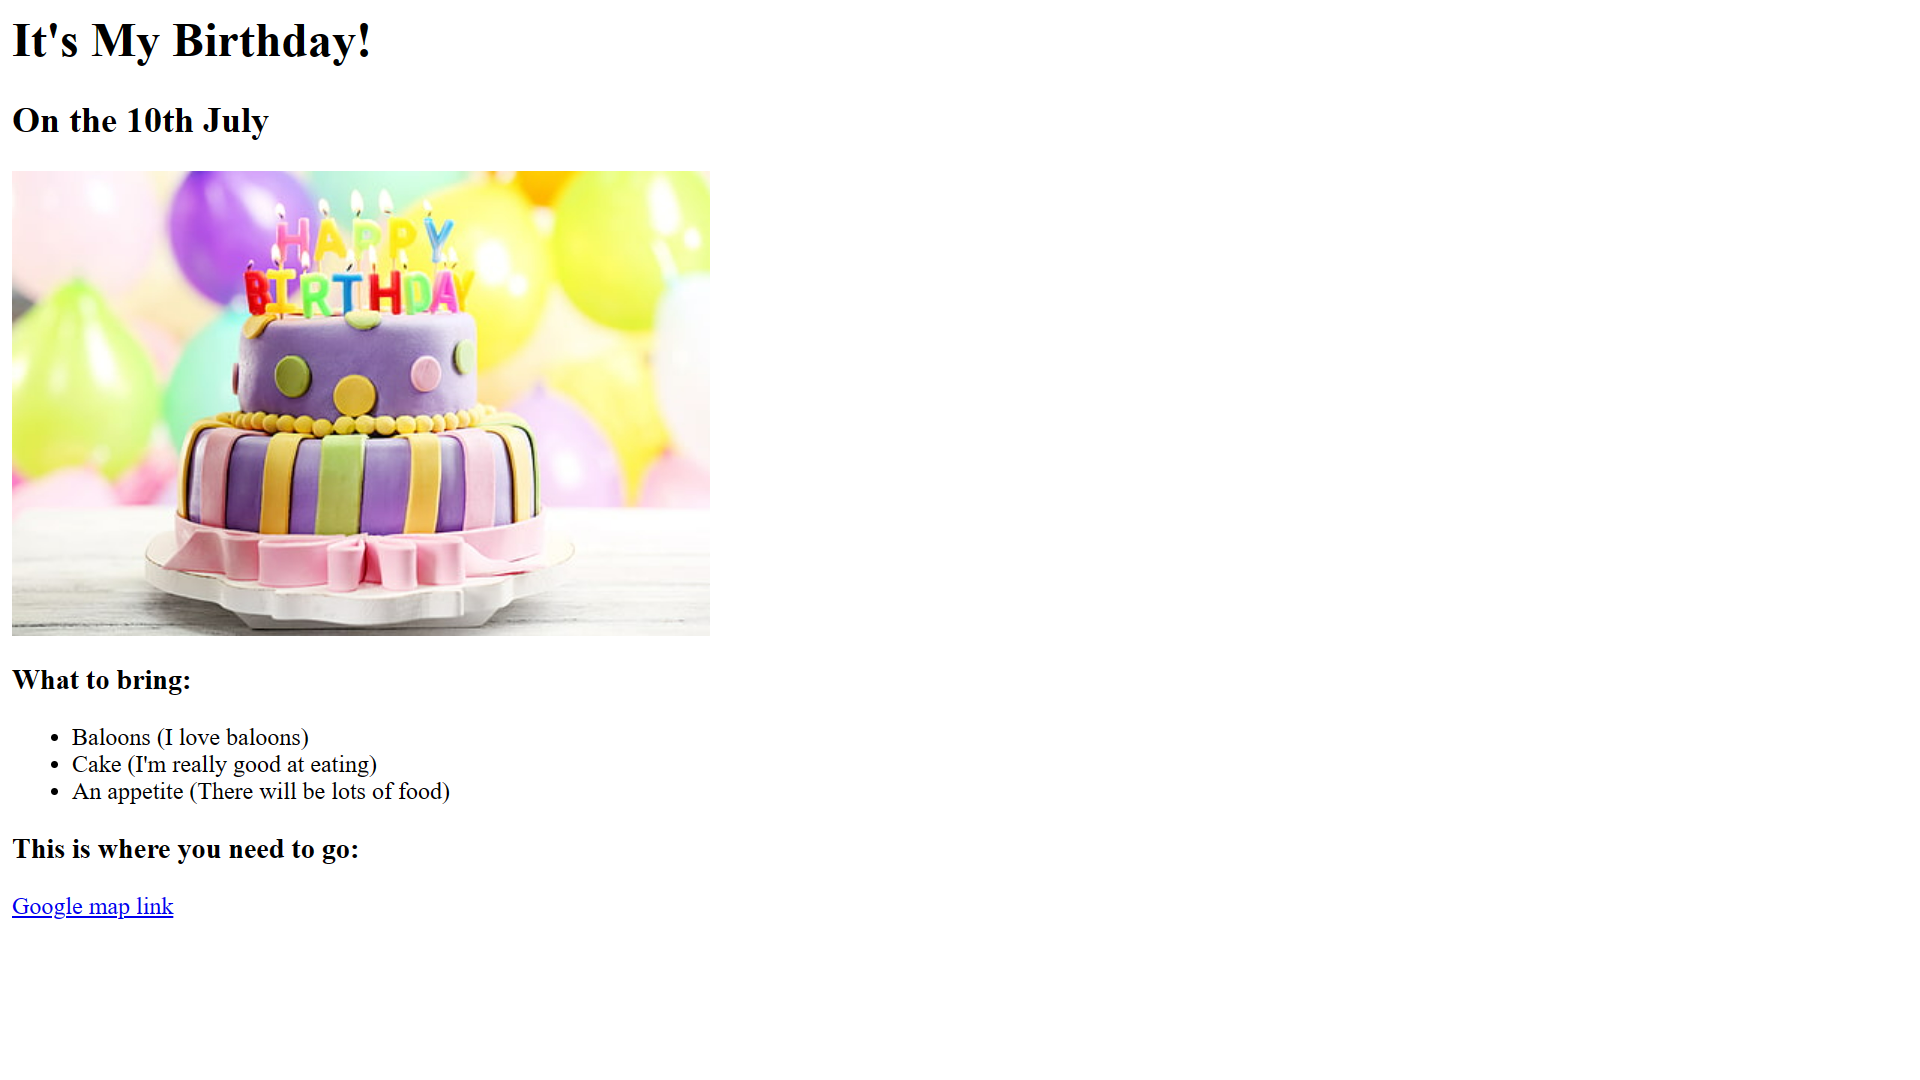 It's My Birthday!
On the 10th July
HAPPY
BIRTHDAY
What to bring:
Baloons (I love baloons)
Cake (I'm really good at eating)
An appetite (There will be lots of food)
This is where you need to go:
Google map link